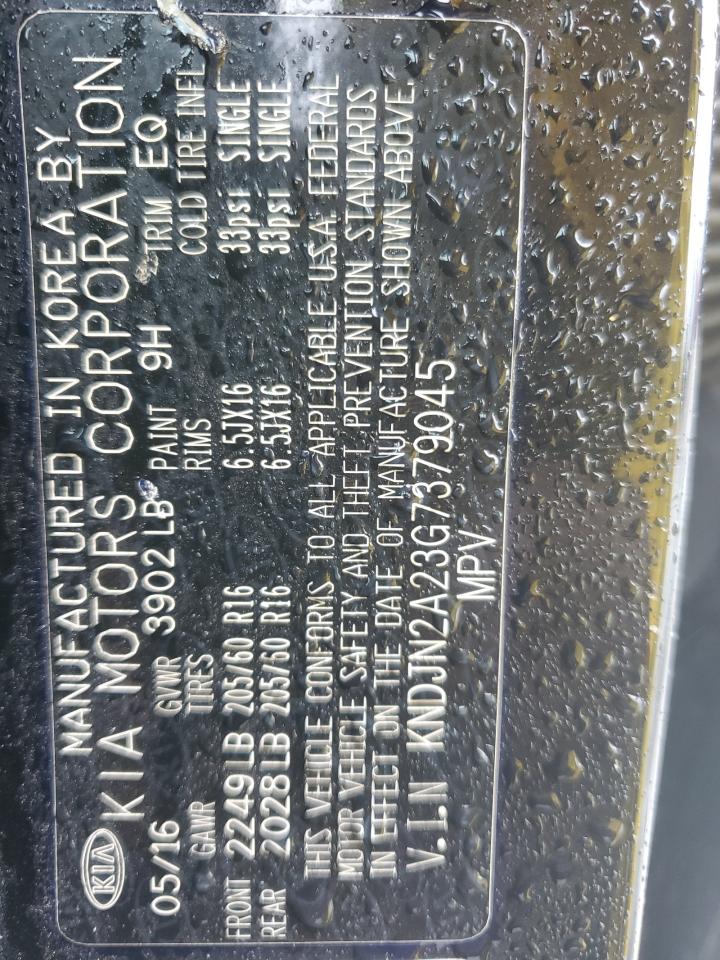 MANUFACTURED IN KOREA BY
KIA KIA MOTORS CORPORATION
05/16 GVWR 3902 LB PAINT 9H TRIM EQ
GAWR TIRES RIMS COLD TIRE INFL
FRONT 2249 LB 205/60 R16 6.5JX16 33psi SINGLE
REAR 2028 LB 205/60 R16 6.5JX16 33psi SINGLE
THIS VEHICLE CONFORMS TO ALL APPLICABLE U.S.A. FEDERAL
MOTOR VEHICLE SAFETY AND THEFT PREVENTION STANDARDS
IN EFFECT ON THE DATE OF MANUFACTURE SHOWN ABOVE.
V.I.N KNDJN2A23G7379045
MPV